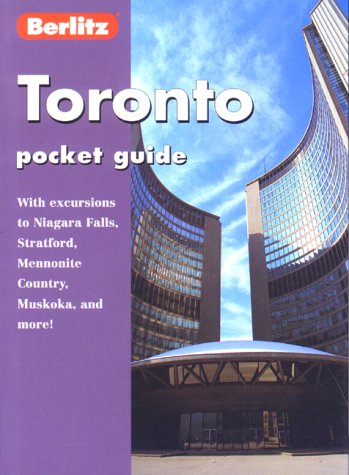 Berlitz
Toronto
pocket guide
With excursions
to Niagara Falls,
Stratford,
Mennonite
Country,
Muskoka, and
more!